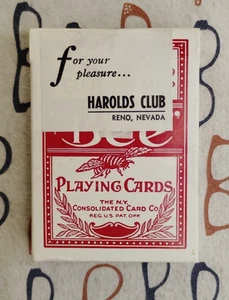 for your
pleasure...
HAROLDS CLUB
RENO, NEVADA
Bee
PLAYING CARDS
THE N.Y.
CONSOLIDATED CARD CO.
REG. U.S. PAT. OFF.